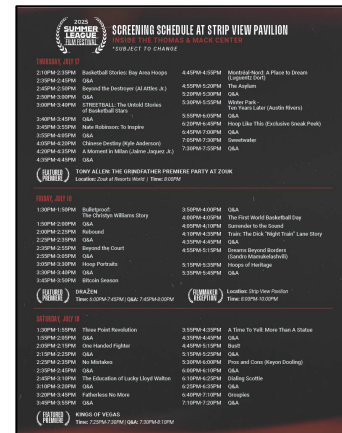 2025
SUMMER
LEAGUE
FILM FESTIVAL
SCREENING SCHEDULE AT STRIP VIEW PAVILION
INSIDE THE THOMAS & MACK CENTER
*SUBJECT TO CHANGE
THURSDAY, JULY 17
2:10PM-2:35PM Basketball Stories: Bay Area Hoops
2:35PM-2:45PM Q&A
2:45PM-2:50PM Beyond the Destroyer (Al Attles Jr.)
2:50PM-3:00PM Q&A
3:00PM-3:40PM STREETBALL: The Untold Stories
of Basketball Stars
3:40PM-3:45PM Q&A
3:45PM-3:55PM Nate Robinson: To Inspire
3:55PM-4:05PM Q&A
4:05PM-4:20PM Chinese Destiny (Kyle Anderson)
4:20PM-4:35PM A Moment in Milan (Jaime Jaquez Jr.)
4:35PM-4:45PM Q&A
4:45PM-4:55PM Montréal-Nord: A Place to Dream
(Luguentz Dort)
4:55PM-5:20PM The Asylum
5:20PM-5:30PM Q&A
5:30PM-5:55PM Winter Park -
Ten Years Later (Austin Rivers)
5:55PM-6:05PM Q&A
6:20PM-6:45PM Hoop Like This (Exclusive Sneak Peek)
6:45PM-7:00PM Q&A
7:05PM-7:30PM Sweetwater
7:30PM-7:55PM Q&A
FEATURED
PREMIERE
TONY ALLEN: THE GRINDFATHER PREMIERE PARTY AT ZOUK
Location: Zouk at Resorts World | Time: 8:00PM
FRIDAY, JULY 18
1:30PM-1:50PM Bulletproof:
The Christyn Williams Story
1:50PM-2:00PM Q&A
2:00PM-2:25PM Rebound
2:25PM-2:35PM Q&A
2:35PM-2:55PM Beyond the Court
2:55PM-3:05PM Q&A
3:05PM-3:30PM Hoop Portraits
3:30PM-3:40PM Q&A
3:45PM-3:50PM Bitcoin Season
3:50PM-4:00PM Q&A
4:00PM-4:05PM The First World Basketball Day
4:05PM-4:10PM Surrender to the Sound
4:10PM-4:35PM Train: The Dick "Night Train" Lane Story
4:35PM-4:45PM Q&A
4:55PM-5:15PM Dreams Beyond Borders
(Sandro Mamukelashvili)
5:15PM-5:35PM Hoops of Heritage
5:35PM-5:45PM Q&A
FEATURED
PREMIERE
DRAŽEN
Time: 6:00PM-7:45PM | Q&A: 7:45PM-8:00PM
FILMMAKER
RECEPTION
Location: Strip View Pavilion
Time: 8:00PM-10:00PM
SATURDAY, JULY 19
1:30PM-1:55PM Three Point Revolution
1:55PM-2:05PM Q&A
2:05PM-2:15PM One Handed Fighter
2:15PM-2:25PM Q&A
2:25PM-2:35PM No Mistakes
2:35PM-2:45PM Q&A
2:45PM-3:10PM The Education of Lucky Lloyd Walton
3:10PM-3:20PM Q&A
3:20PM-3:45PM Fatherless No More
3:45PM-3:55PM Q&A
3:55PM-4:35PM A Time To Yell: More Than A Statue
4:35PM-4:45PM Q&A
4:45PM-5:15PM Bust!
5:15PM-5:25PM Q&A
5:30PM-6:00PM Pros and Cons (Keyon Dooling)
6:00PM-6:10PM Q&A
6:10PM-6:25PM Dialing Scottie
6:25PM-6:35PM Q&A
6:40PM-7:10PM Groupies
7:10PM-7:20PM Q&A
FEATURED
PREMIERE
KINGS OF VEGAS
Time: 7:25PM-7:30PM | Q&A: 7:30PM-8:10PM